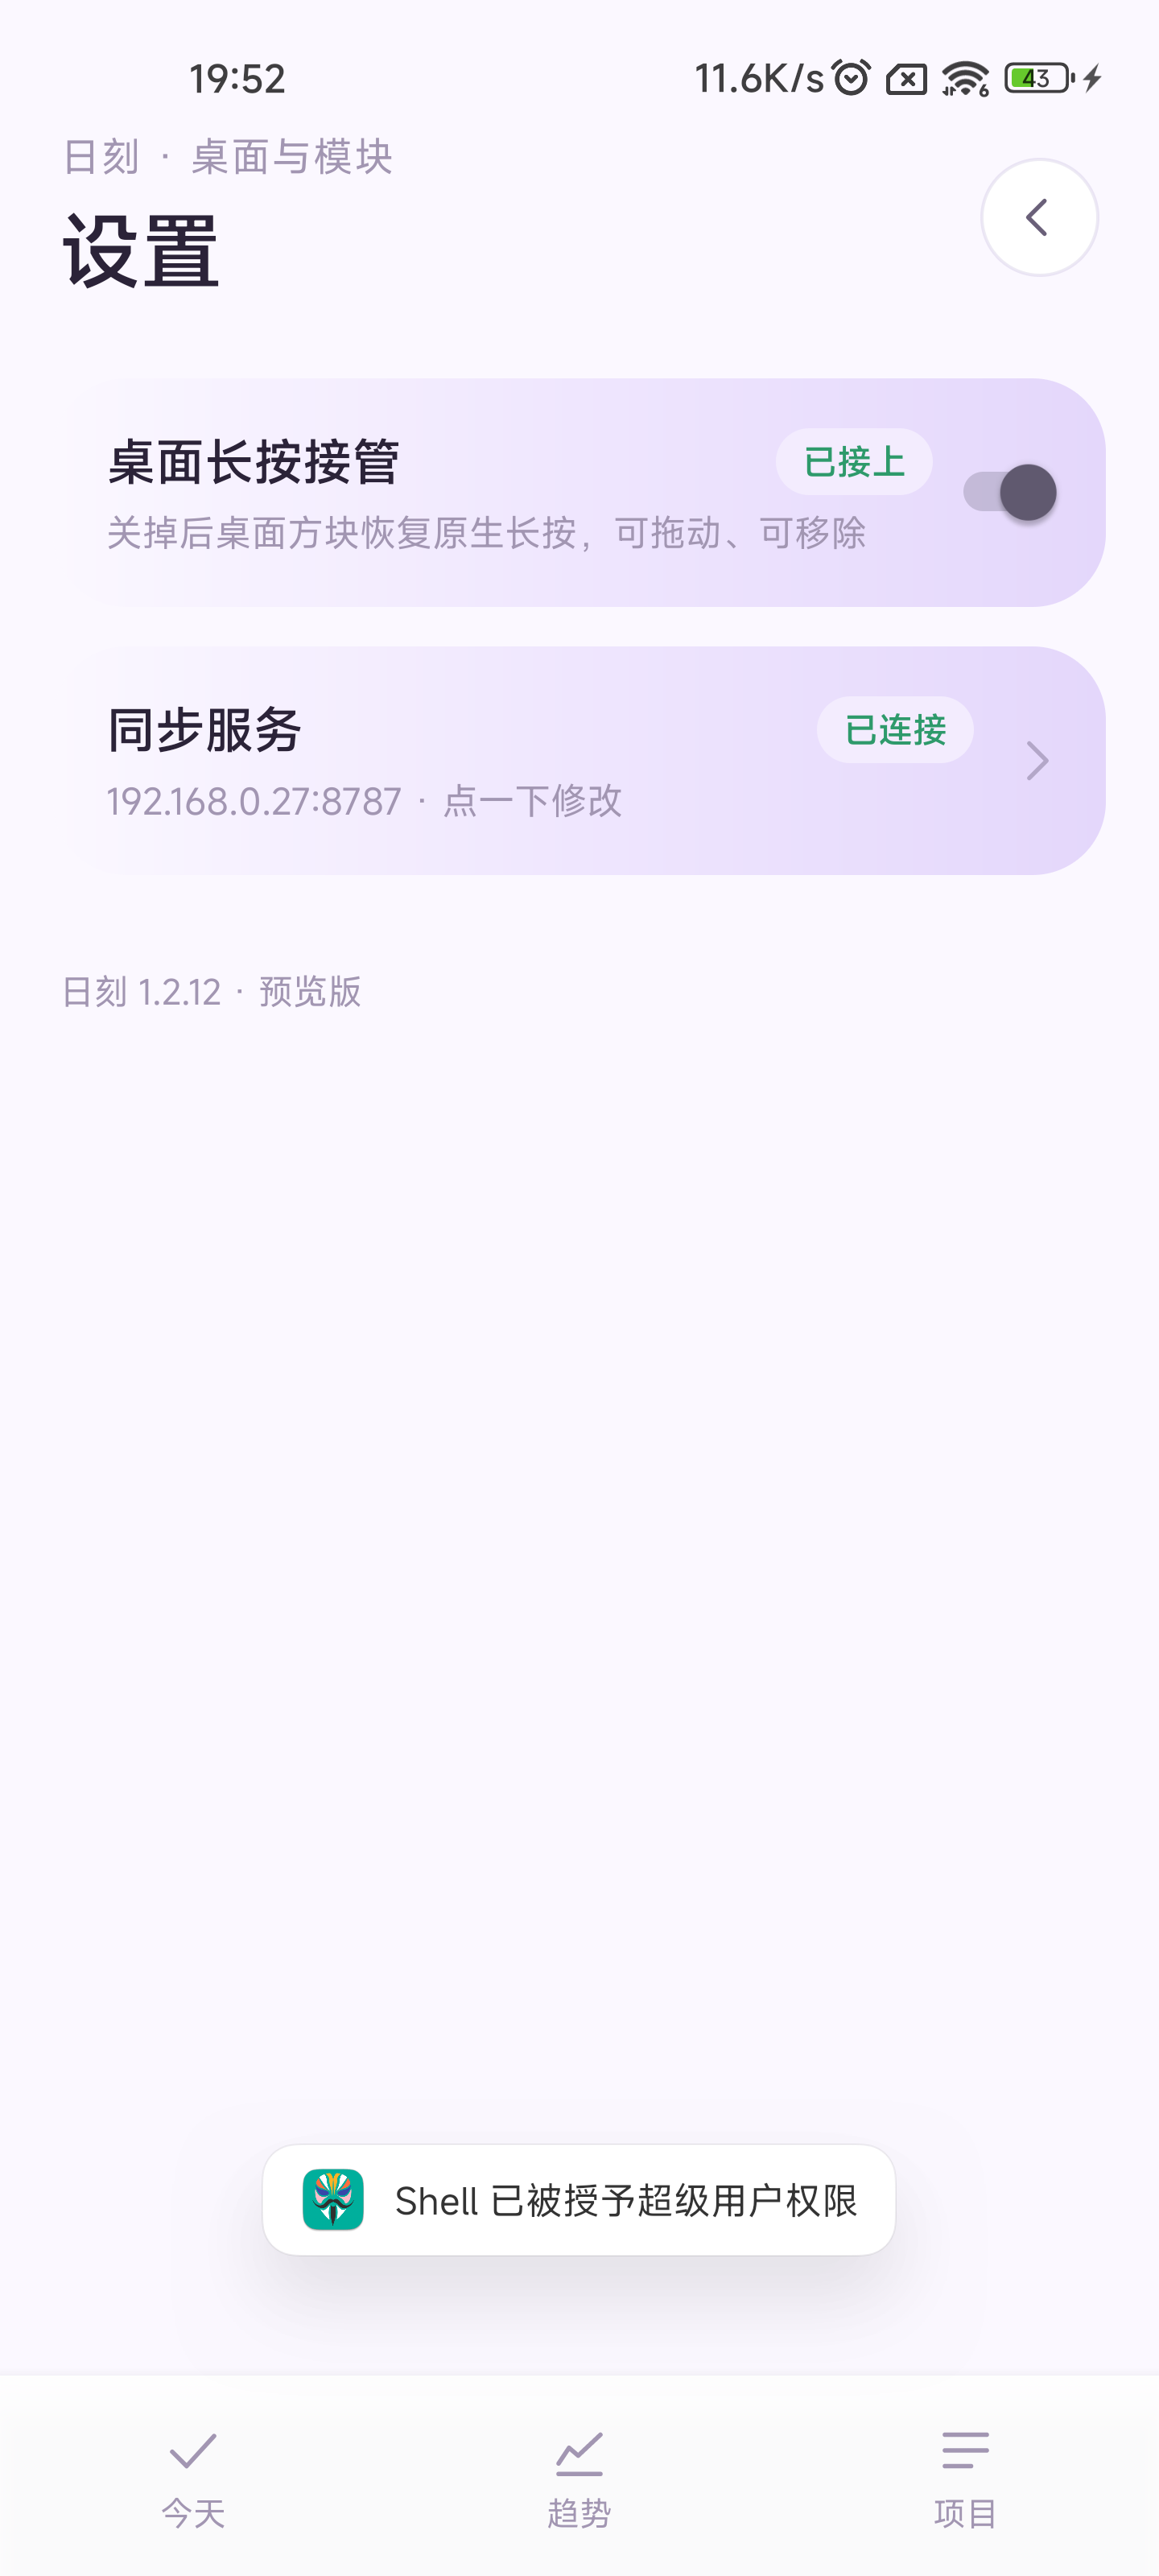 19:52
11.6K/s
6
43
日刻 · 桌面与模块
设置
桌面长按接管
已接上
关掉后桌面方块恢复原生长按，可拖动、可移除
同步服务
已连接
192.168.0.27:8787 · 点一下修改
日刻 1.2.12 · 预览版
Shell 已被授予超级用户权限
今天
趋势
项目